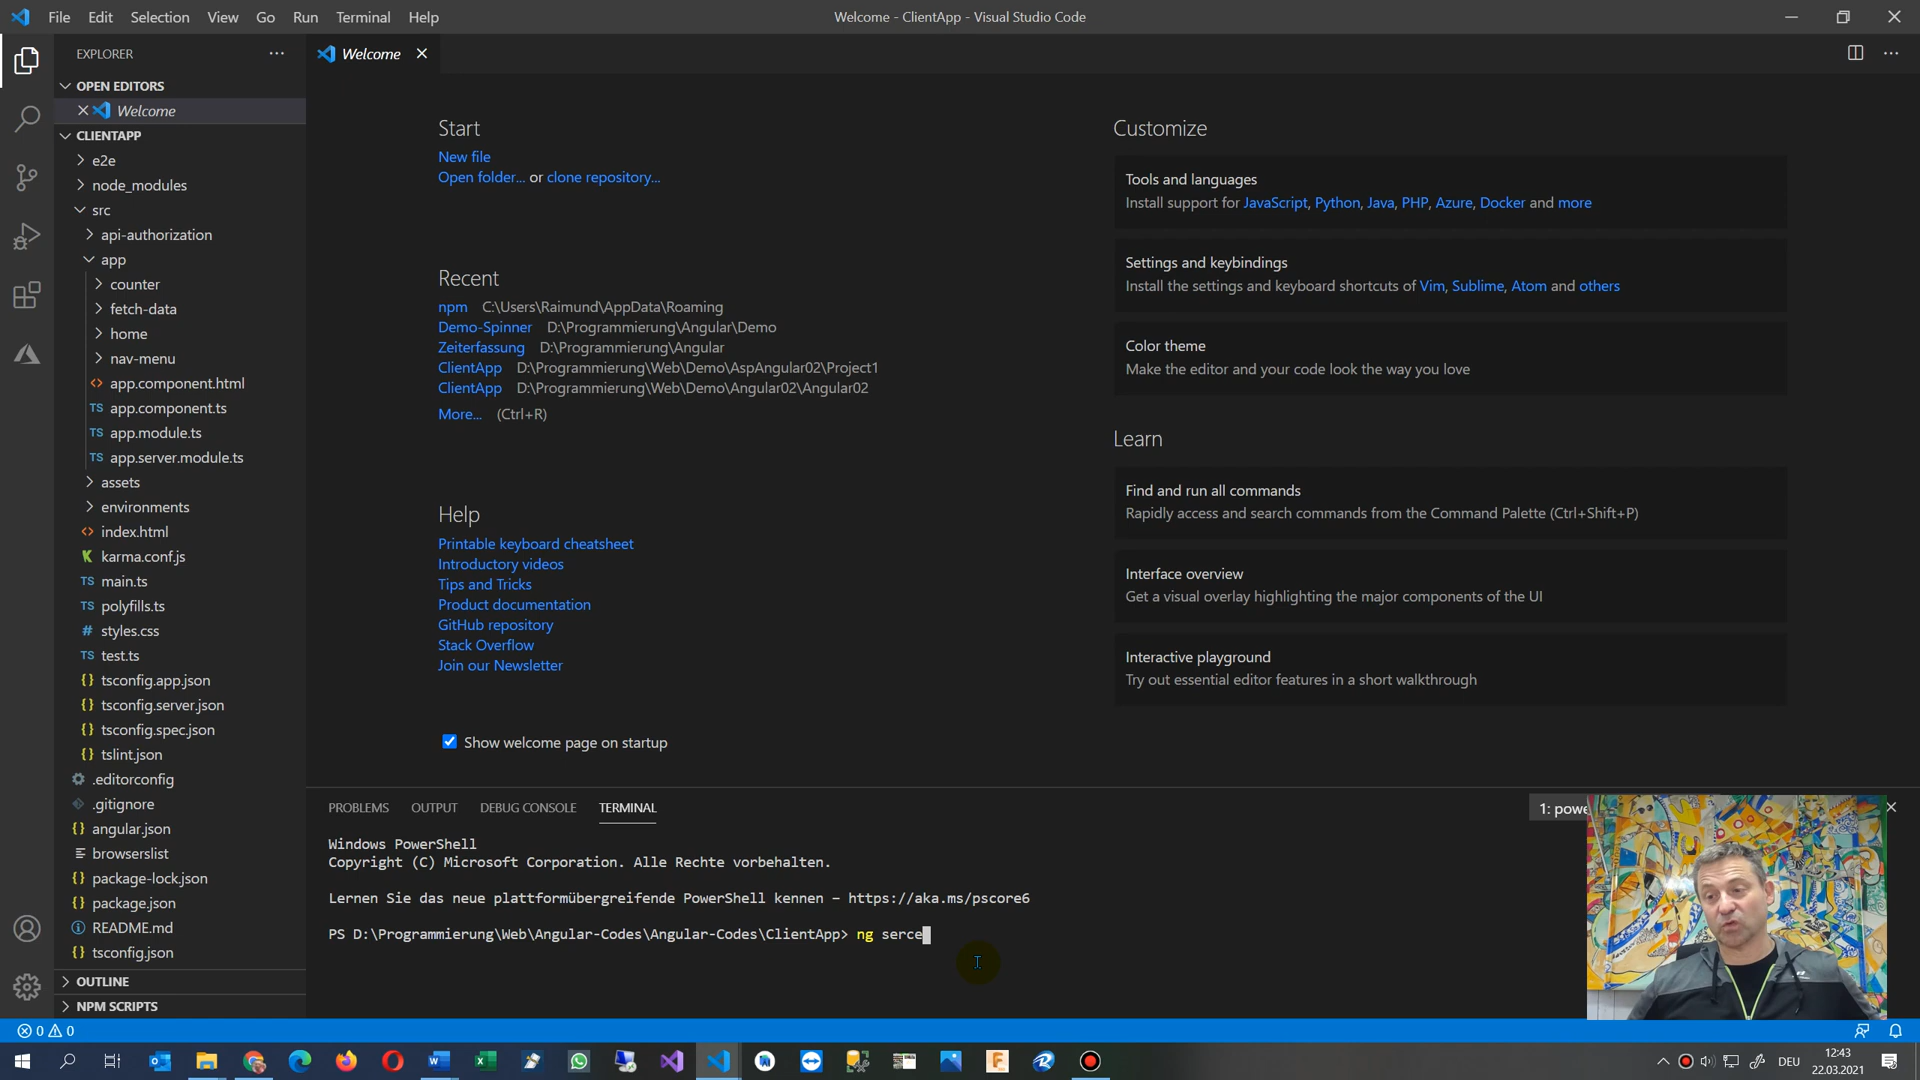 File Edit Selection View Go Run Terminal Help
Welcome - ClientApp - Visual Studio Code
EXPLORER
OPEN EDITORS
Welcome
CLIENTAPP
e2e
node_modules
src
api-authorization
app
counter
fetch-data
home
nav-menu
app.component.html
app.component.ts
app.module.ts
app.server.module.ts
assets
environments
index.html
karma.conf.js
main.ts
polyfills.ts
styles.css
test.ts
tsconfig.app.json
tsconfig.server.json
tsconfig.spec.json
tslint.json
.editorconfig
.gitignore
angular.json
browserslist
package-lock.json
package.json
README.md
tsconfig.json
OUTLINE
NPM SCRIPTS
Welcome
Start
New file
Open folder... or clone repository...
Recent
npm C:\Users\Raimund\AppData\Roaming
Demo-Spinner D:\Programmierung\Angular\Demo
Zeiterfassung D:\Programmierung\Angular
ClientApp D:\Programmierung\Web\Demo\AspAngular02\Project1
ClientApp D:\Programmierung\Web\Demo\Angular02\Angular02
More... (Ctrl+R)
Help
Printable keyboard cheatsheet
Introductory videos
Tips and Tricks
Product documentation
GitHub repository
Stack Overflow
Join our Newsletter
Show welcome page on startup
Customize
Tools and languages
Install support for JavaScript, Python, Java, PHP, Azure, Docker and more
Settings and keybindings
Install the settings and keyboard shortcuts of Vim, Sublime, Atom and others
Color theme
Make the editor and your code look the way you love
Learn
Find and run all commands
Rapidly access and search commands from the Command Palette (Ctrl+Shift+P)
Interface overview
Get a visual overlay highlighting the major components of the UI
Interactive playground
Try out essential editor features in a short walkthrough
PROBLEMS OUTPUT DEBUG CONSOLE TERMINAL
1: powe
Windows PowerShell
Copyright (C) Microsoft Corporation. Alle Rechte vorbehalten.
Lernen Sie das neue plattformübergreifende PowerShell kennen – https://aka.ms/pscore6
PS D:\Programmierung\Web\Angular-Codes\Angular-Codes\ClientApp> ng serce
0 0
DEU
12:43
22.03.2021